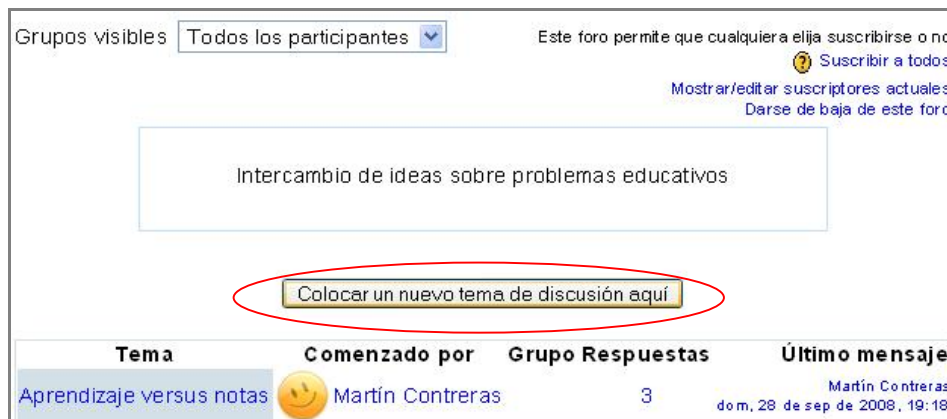 Grupos visibles Todos los participantes Este foro permite que cualquiera elija suscribirse o no
Suscribir a todos
Mostrar/editar suscriptores actuales
Darse de baja de este foro
Intercambio de ideas sobre problemas educativos
Colocar un nuevo tema de discusión aquí
Tema Comenzado por Grupo Respuestas Último mensaje
Aprendizaje versus notas Martín Contreras 3 Martín Contreras
dom, 28 de sep de 2008, 19:18